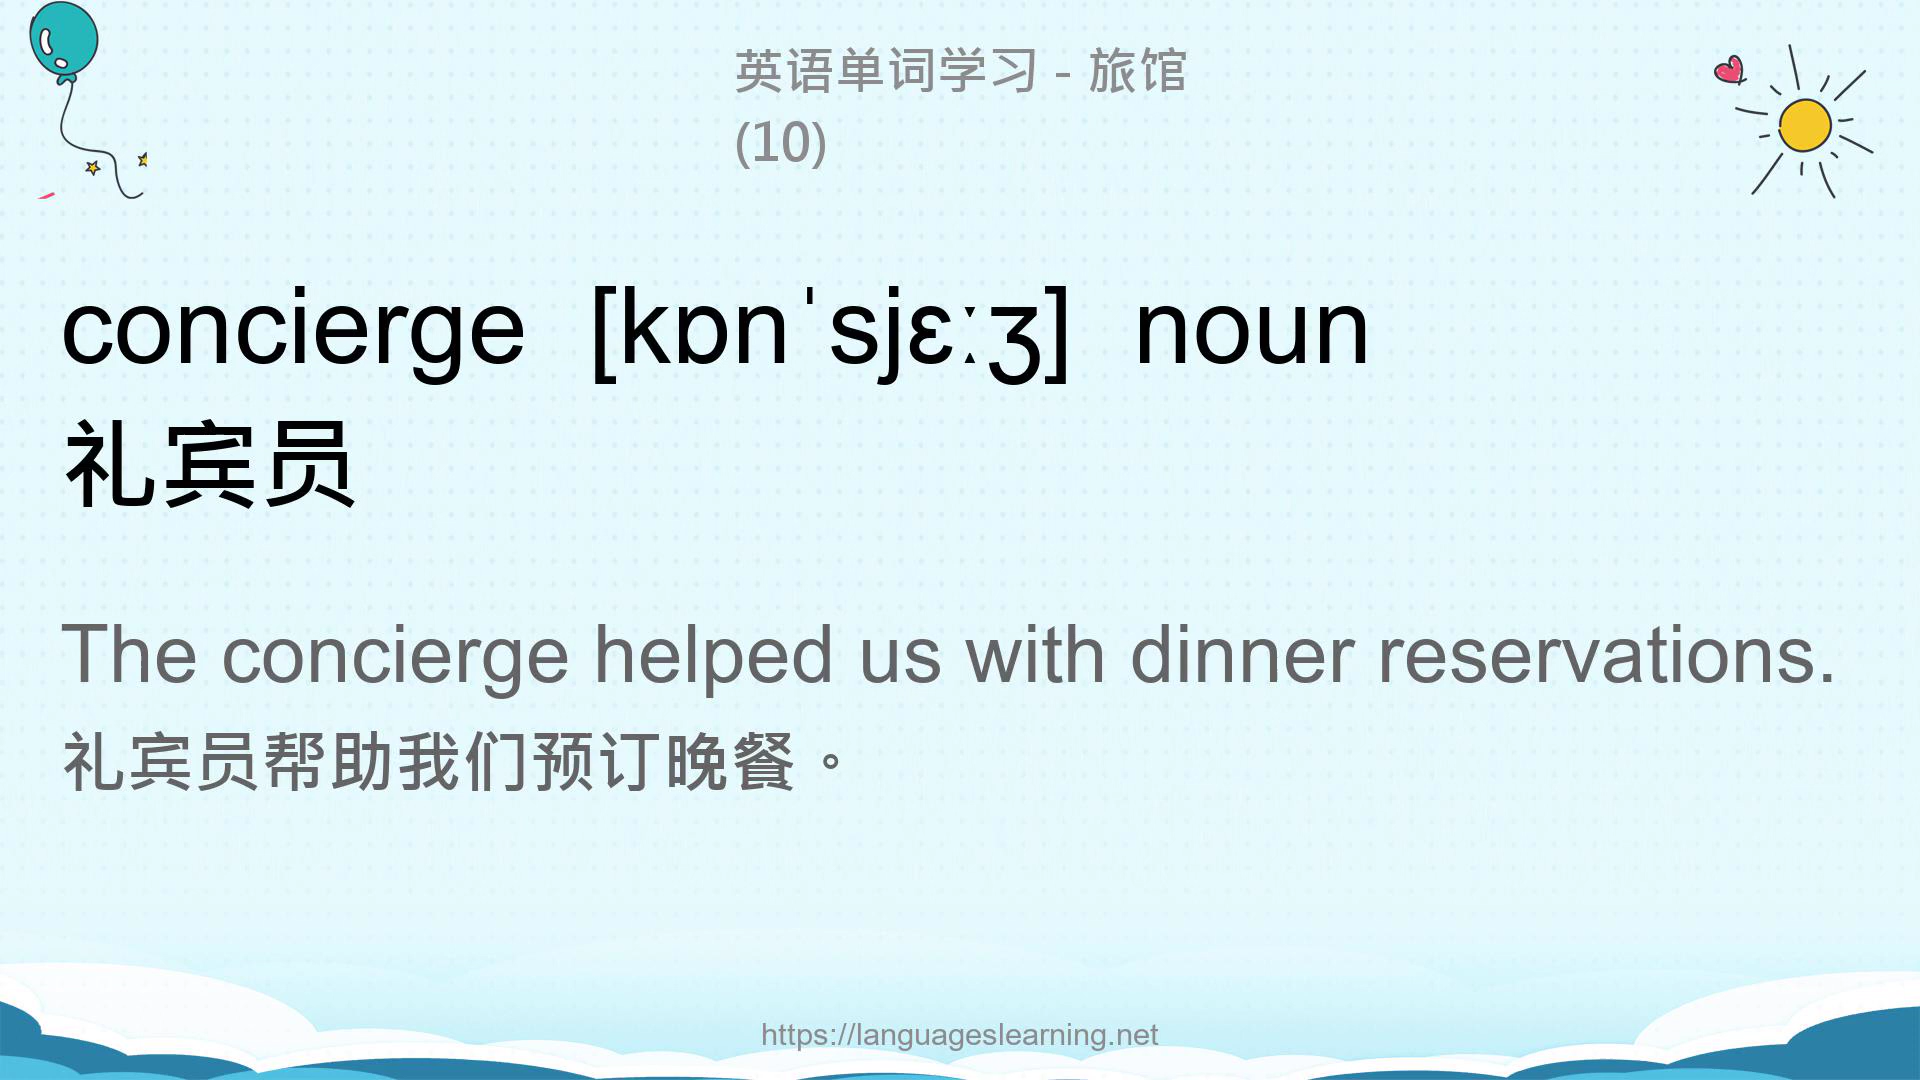 英语单词学习 - 旅馆
(10)
concierge [kɒnˈsjɛːʒ] noun
礼宾员
The concierge helped us with dinner reservations.
礼宾员帮助我们预订晚餐。
https://languageslearning.net